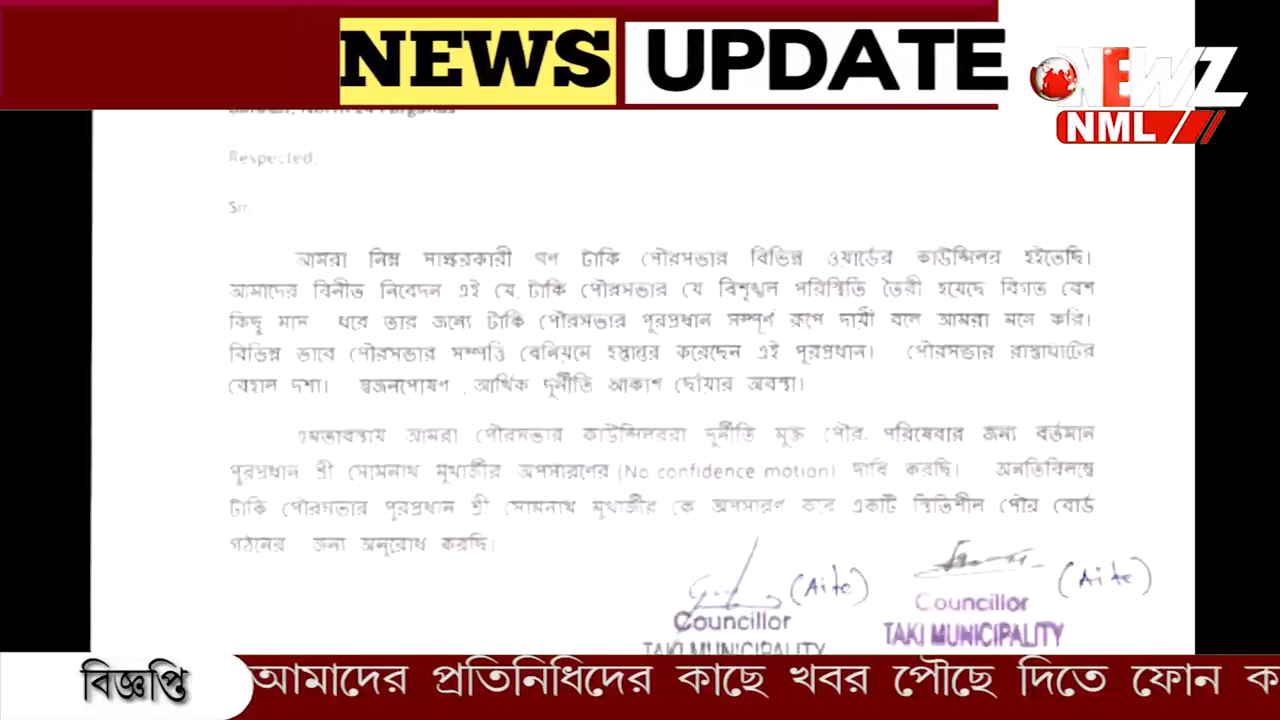 NEWS UPDATE
NEWZ
NML
Respected,
Sir,
আমরা নিম্ন সাক্ষরকারী গণ টাকি পৌরসভার বিভিন্ন ওয়ার্ডের কাউন্সিলর হইতেছি।
আমাদের বিনীত নিবেদন এই যে, টাকি পৌরসভার যে বিশৃঙ্খল পরিস্থিতি তৈরী হয়েছে বিগত বেশ
কিছু মাস ধরে তার জন্যে টাকি পৌরসভার পুরপ্রধান সম্পূর্ণ রূপে দায়ী বলে আমরা মনে করি।
বিভিন্ন ভাবে পৌরসভার সম্পত্তি বেনিয়মে হস্তান্তর করেছেন এই পুরপ্রধান। পৌরসভার রাস্তাঘাটের
বেহাল দশা। স্বজনপোষণ, আর্থিক দুর্নীতি আকাশ ছোঁয়ার অবস্থা।
এমতাবস্থায় আমরা পৌরসভার কাউন্সিলররা দুর্নীতি মুক্ত পৌর পরিষেবার জন্য বর্তমান
পুরপ্রধান শ্রী সোমনাথ মুখার্জীর অপসারণের (No confidence motion) দাবি করছি। অনতিবিলম্বে
টাকি পৌরসভার পুরপ্রধান শ্রী সোমনাথ মুখার্জীর কে অপসারণ করে একটি স্থিতিশীল পৌর বোর্ড
গঠনের জন্য অনুরোধ করছি।
Councillor
TAKI MUNICIPALITY
Councillor
TAKI MUNICIPALITY
বিজ্ঞপ্তি
আমাদের প্রতিনিধিদের কাছে খবর পৌছে দিতে ফোন ক